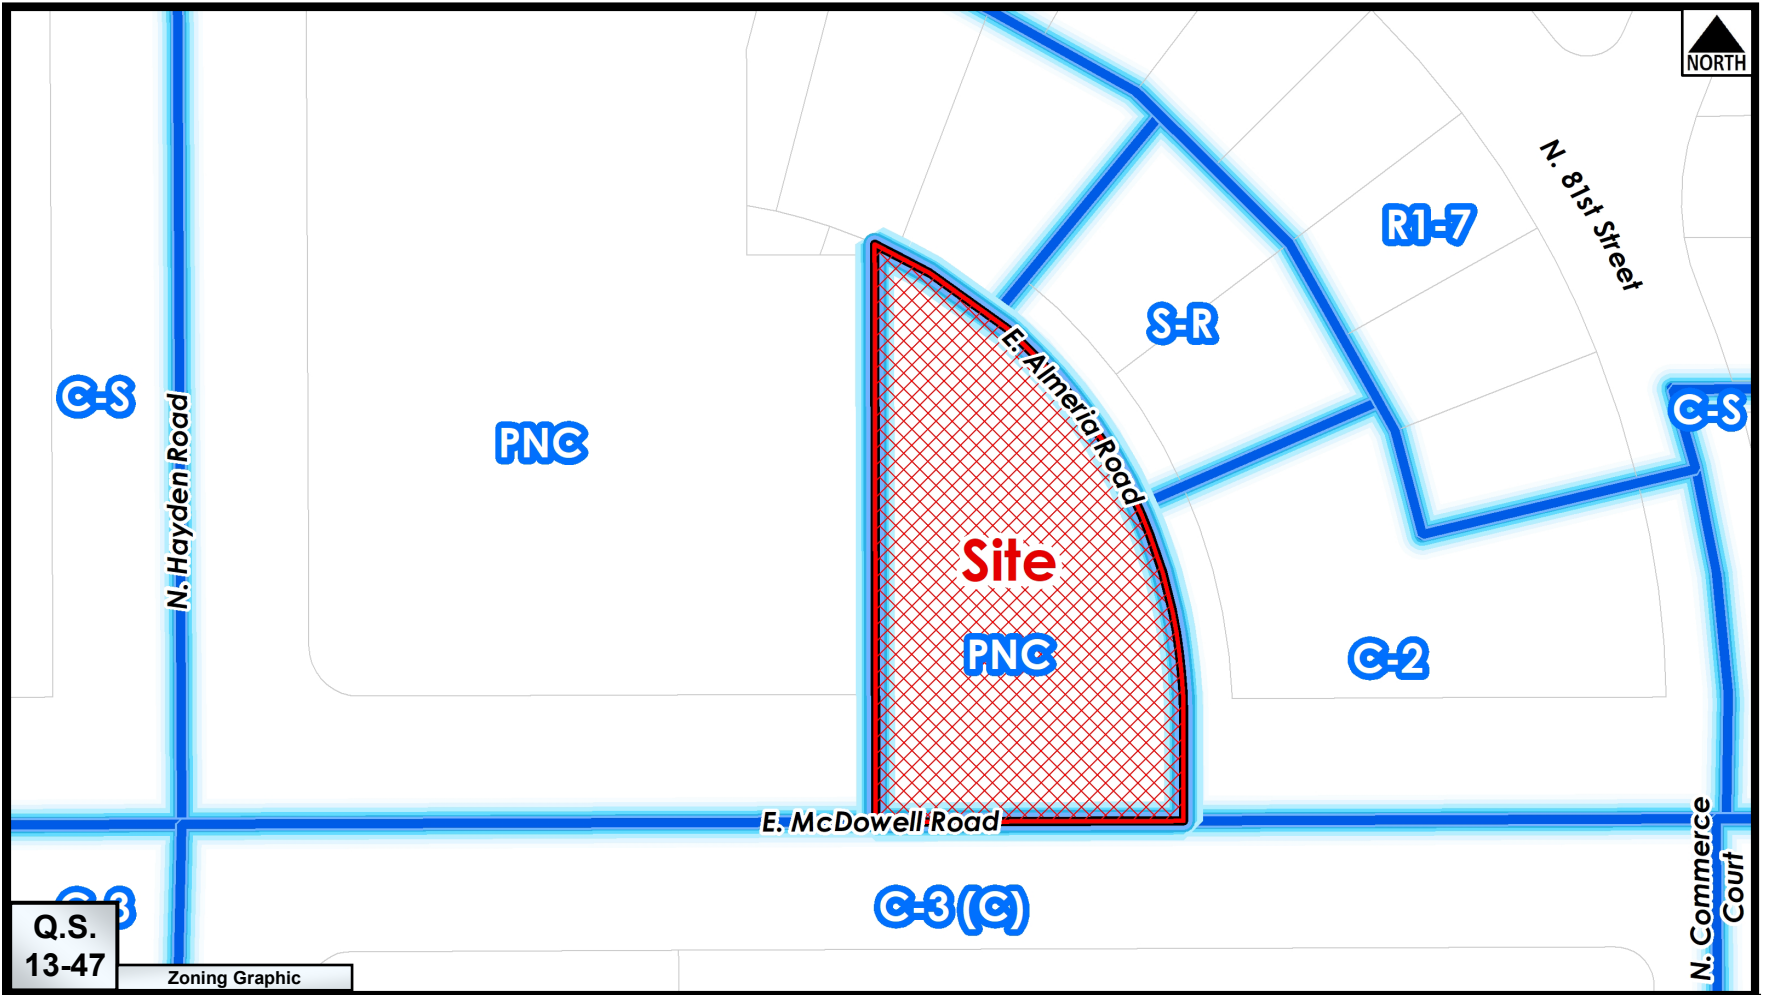 NORTH
N. 81st Street
R1-7
S-R
E. Almeria Road
C-S
C-S
N. Hayden Road
PNC
Site
PNC
C-2
E. McDowell Road
N. Commerce
Court
C-3
C-3 (C)
Q.S.
13-47
Zoning Graphic